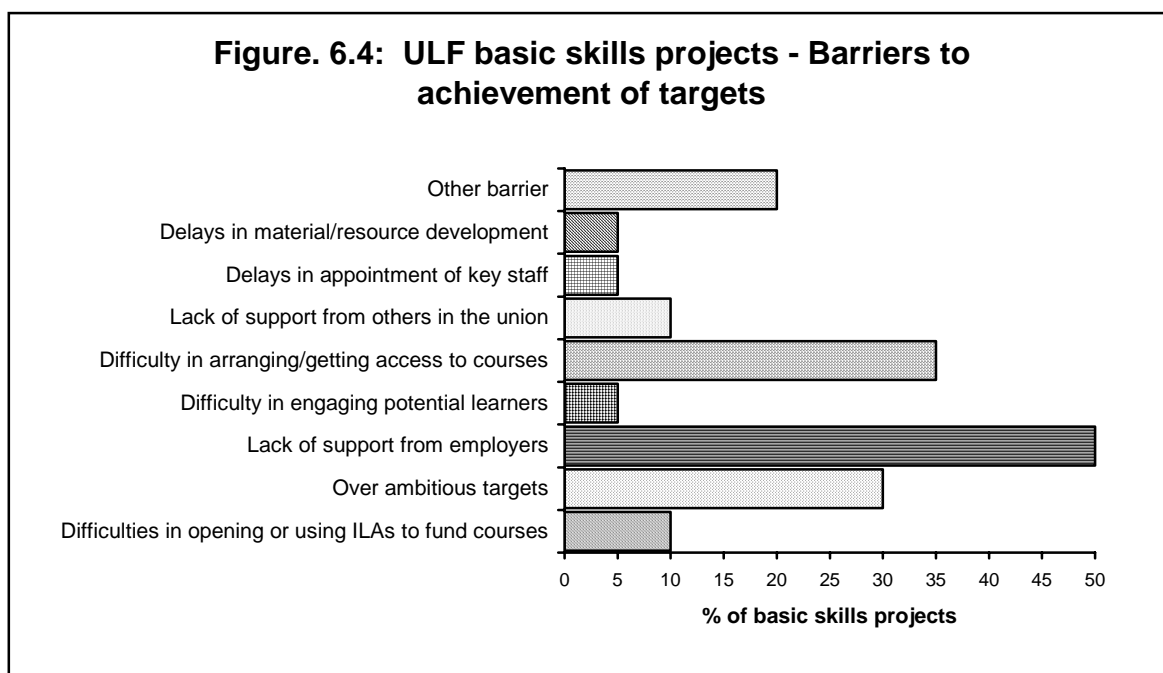 Figure. 6.4: ULF basic skills projects - Barriers to
achievement of targets
Other barrier
Delays in material/resource development
Delays in appointment of key staff
Lack of support from others in the union
Difficulty in arranging/getting access to courses
Difficulty in engaging potential learners
Lack of support from employers
Over ambitious targets
Difficulties in opening or using ILAs to fund courses
0 5 10 20 30 35 40 45 50
% of basic skills projects